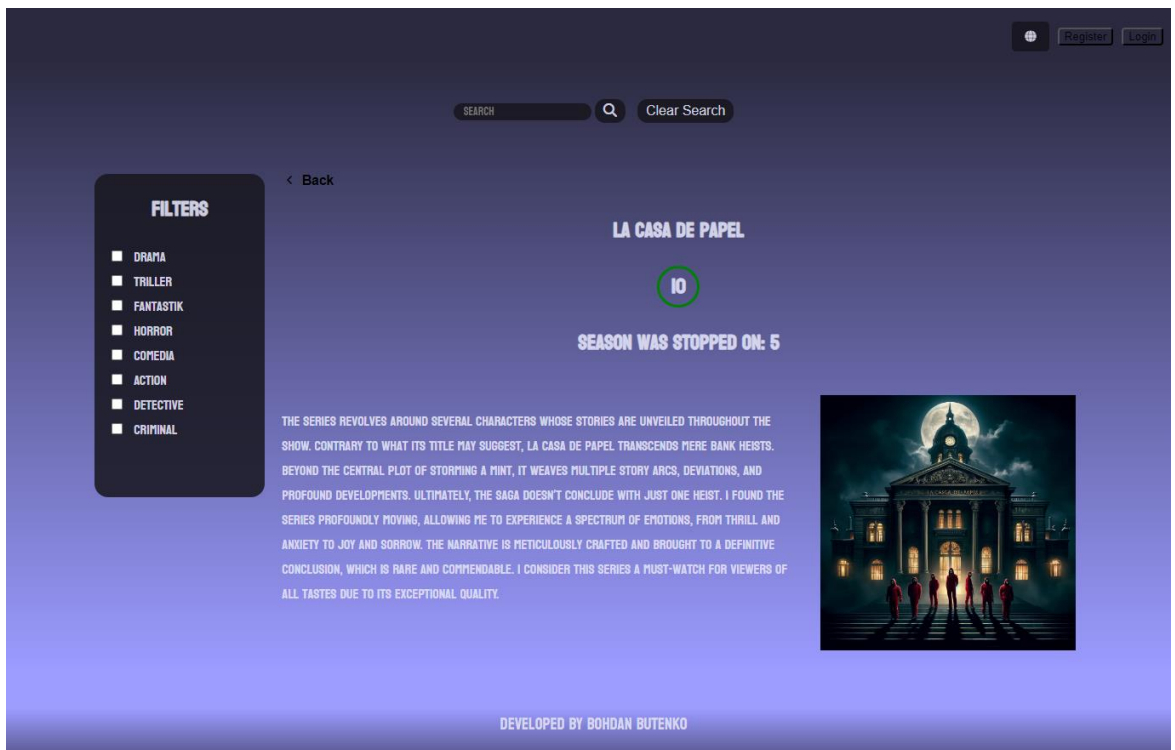 Register Login
SEARCH Clear Search
< Back
FILTERS
LA CASA DE PAPEL
DRAMA
TRILLER
10
FANTASTIK
HORROR
SEASON WAS STOPPED ON: 5
COMEDIA
ACTION
DETECTIVE
CRIMINAL
THE SERIES REVOLVES AROUND SEVERAL CHARACTERS WHOSE STORIES ARE UNVEILED THROUGHOUT THE
SHOW. CONTRARY TO WHAT ITS TITLE MAY SUGGEST, LA CASA DE PAPEL TRANSCENDS MERE BANK HEISTS.
BEYOND THE CENTRAL PLOT OF STORMING A MINT, IT WEAVES MULTIPLE STORY ARCS, DEVIATIONS, AND
PROFOUND DEVELOPMENTS. ULTIMATELY, THE SAGA DOESN'T CONCLUDE WITH JUST ONE HEIST. I FOUND THE
SERIES PROFOUNDLY MOVING, ALLOWING ME TO EXPERIENCE A SPECTRUM OF EMOTIONS, FROM THRILL AND
ANXIETY TO JOY AND SORROW. THE NARRATIVE IS METICULOUSLY CRAFTED AND BROUGHT TO A DEFINITIVE
CONCLUSION, WHICH IS RARE AND COMMENDABLE. I CONSIDER THIS SERIES A MUST-WATCH FOR VIEWERS OF
ALL TASTES DUE TO ITS EXCEPTIONAL QUALITY.
DEVELOPED BY BOHDAN BUTENKO